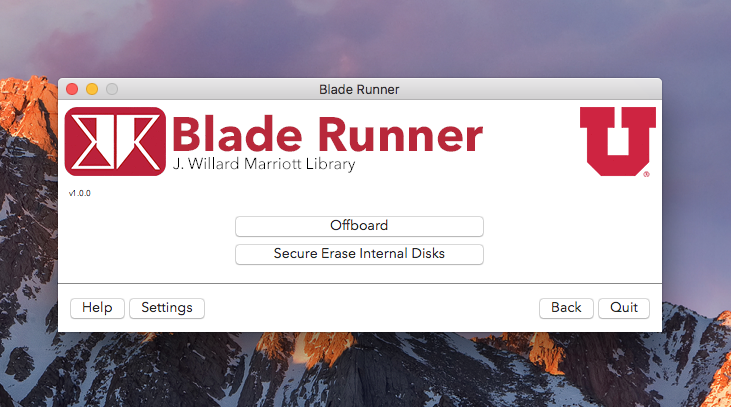 Blade Runner
Blade Runner
J. Willard Marriott Library
U
®
v1.0.0
Offboard
Secure Erase Internal Disks
Help Settings Back Quit